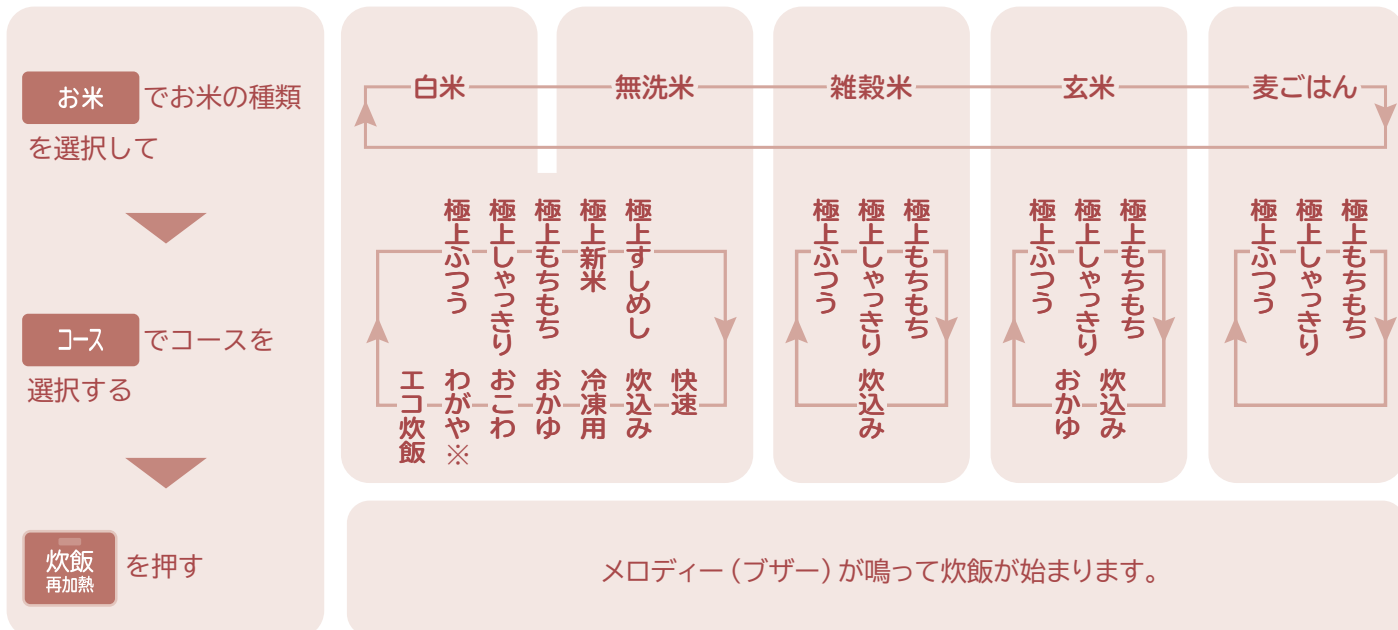 お米 でお米の種類
を選択して
コース でコースを
選択する
炊飯
再加熱
を押す
白米
無洗米
雑穀米
玄米
麦ごはん
極上ふつう
極上しゃっきり
極上もちもち
極上新米
極上すしめし
エコ炊飯
わがや※
おこわ
おかゆ
冷凍用
炊込み
快速
極上ふつう
極上しゃっきり
極上もちもち
炊込み
極上ふつう
極上しゃっきり
極上もちもち
おかゆ
炊込み
極上ふつう
極上しゃっきり
極上もちもち
メロディー（ブザー）が鳴って炊飯が始まります。